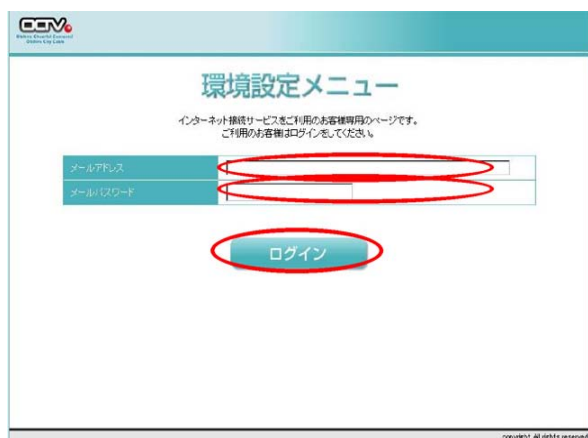 CCTV
環境設定メニュー
インターネット接続サービスをご利用のお客様専用のページです。
ご利用のお客様はログインをしてください。
メールアドレス
メールパスワード
ログイン
copyright All rights reserved